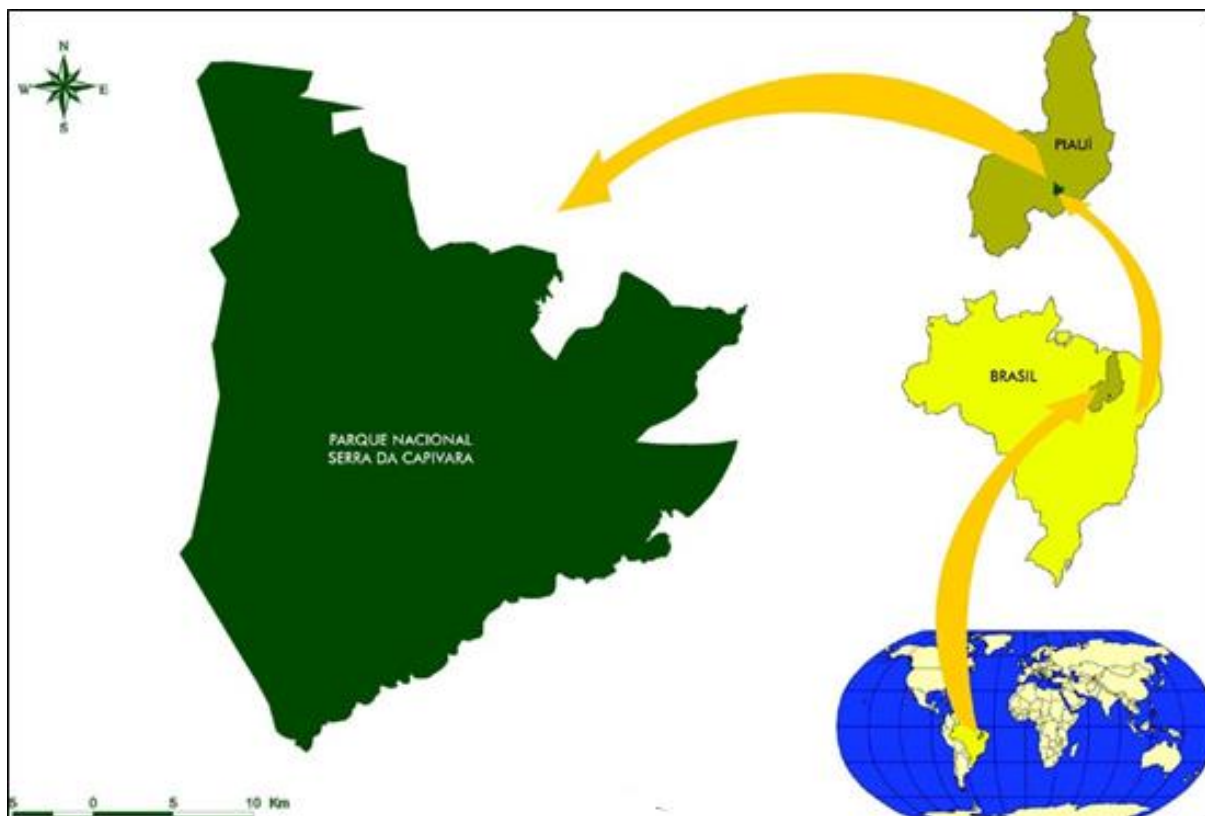 N
W E
S
PIAUÍ
BRASIL
PARQUE NACIONAL
SERRA DA CAPIVARA
5 0 5 10 Km